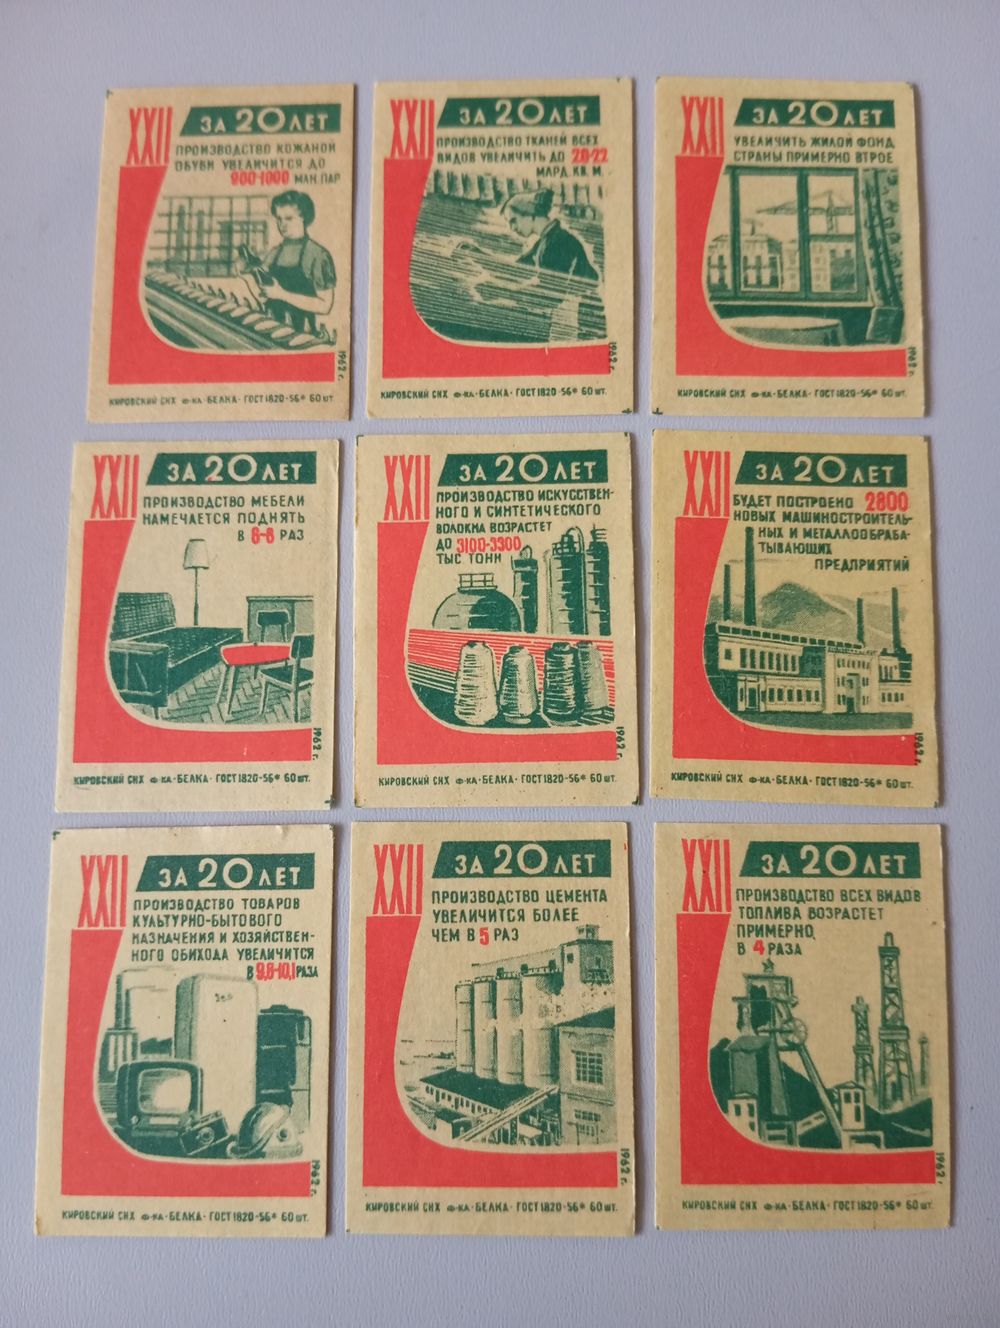 XXII
ЗА 20 ЛЕТ
ПРОИЗВОДСТВО КОЖАНОЙ
ОБУВИ УВЕЛИЧИТСЯ ДО
900-1000 МЛН. ПАР
1962 г.
КИРОВСКИЙ СНХ Ф-КА·БЕЛКА· ГОСТ 1820-56* 60 шт.
XXII
ЗА 20 ЛЕТ
ПРОИЗВОДСТВО ТКАНЕЙ ВСЕХ
ВИДОВ УВЕЛИЧИТЬ ДО 20-22
МЛРД. КВ. М.
1962 г.
КИРОВСКИЙ СНХ Ф-КА·БЕЛКА· ГОСТ 1820-56* 60 шт.
XXII
ЗА 20 ЛЕТ
УВЕЛИЧИТЬ ЖИЛОЙ ФОНД
СТРАНЫ ПРИМЕРНО ВТРОЕ
1962 г.
КИРОВСКИЙ СНХ Ф-КА·БЕЛКА· ГОСТ 1820-56* 60 шт.
XXII
ЗА 20 ЛЕТ
ПРОИЗВОДСТВО МЕБЕЛИ
НАМЕЧАЕТСЯ ПОДНЯТЬ
В 6-8 РАЗ
1962 г.
КИРОВСКИЙ СНХ Ф-КА·БЕЛКА· ГОСТ 1820-56* 60 шт.
XXII
ЗА 20 ЛЕТ
ПРОИЗВОДСТВО ИСКУССТВЕН-
НОГО И СИНТЕТИЧЕСКОГО
ВОЛОКНА ВОЗРАСТЕТ
ДО 3100-3300
ТЫС ТОНН
1962 г.
КИРОВСКИЙ СНХ Ф-КА·БЕЛКА· ГОСТ 1820-56* 60 шт.
XXII
ЗА 20 ЛЕТ
БУДЕТ ПОСТРОЕНО 2800
НОВЫХ МАШИНОСТРОИТЕЛЬ-
НЫХ И МЕТАЛЛООБРАБА-
ТЫВАЮЩИХ
ПРЕДПРИЯТИЙ
1962 г.
КИРОВСКИЙ СНХ Ф-КА·БЕЛКА· ГОСТ 1820-56* 60 шт.
XXII
ЗА 20 ЛЕТ
ПРОИЗВОДСТВО ТОВАРОВ
КУЛЬТУРНО-БЫТОВОГО
НАЗНАЧЕНИЯ И ХОЗЯЙСТВЕН-
НОГО ОБИХОДА УВЕЛИЧИТСЯ
В 9,8-10,1 РАЗА
1962 г.
КИРОВСКИЙ СНХ Ф-КА·БЕЛКА· ГОСТ 1820-56* 60 шт.
XXII
ЗА 20 ЛЕТ
ПРОИЗВОДСТВО ЦЕМЕНТА
УВЕЛИЧИТСЯ БОЛЕЕ
ЧЕМ В 5 РАЗ
1962 г.
КИРОВСКИЙ СНХ Ф-КА·БЕЛКА· ГОСТ 1820-56* 60 шт.
XXII
ЗА 20 ЛЕТ
ПРОИЗВОДСТВО ВСЕХ ВИДОВ
ТОПЛИВА ВОЗРАСТЕТ
ПРИМЕРНО
В 4 РАЗА
1962 г.
КИРОВСКИЙ СНХ Ф-КА·БЕЛКА· ГОСТ 1820-56* 60 шт.